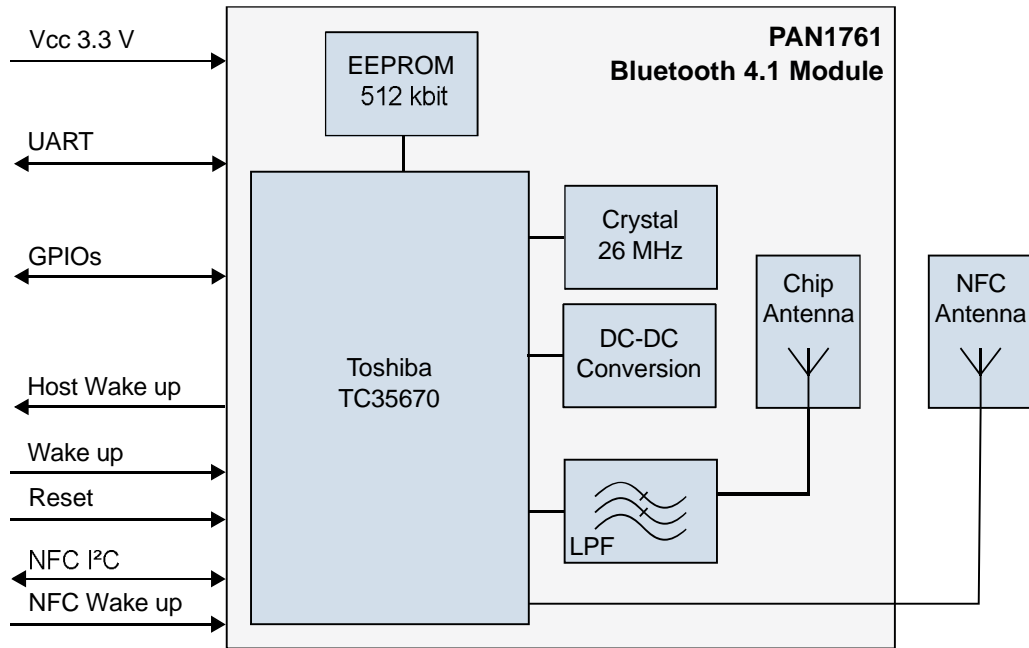 Vcc 3.3 V
UART
GPIOs
Host Wake up
Wake up
Reset
NFC I²C
NFC Wake up
PAN1761
Bluetooth 4.1 Module
EEPROM
512 kbit
Toshiba
TC35670
Crystal
26 MHz
DC-DC
Conversion
LPF
Chip
Antenna
NFC
Antenna